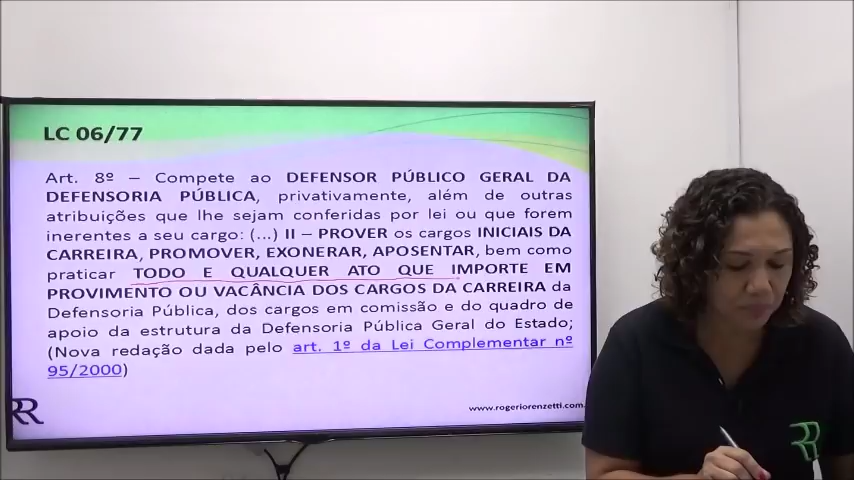 LC 06/77
Art. 8º – Compete ao DEFENSOR PÚBLICO GERAL DA
DEFENSORIA PÚBLICA, privativamente, além de outras
atribuições que lhe sejam conferidas por lei ou que forem
inerentes a seu cargo: (...) II – PROVER os cargos INICIAIS DA
CARREIRA, PROMOVER, EXONERAR, APOSENTAR, bem como
praticar TODO E QUALQUER ATO QUE IMPORTE EM
PROVIMENTO OU VACÂNCIA DOS CARGOS DA CARREIRA da
Defensoria Pública, dos cargos em comissão e do quadro de
apoio da estrutura da Defensoria Pública Geral do Estado;
(Nova redação dada pelo art. 1º da Lei Complementar nº
95/2000)
www.rogeriorenzetti.com.